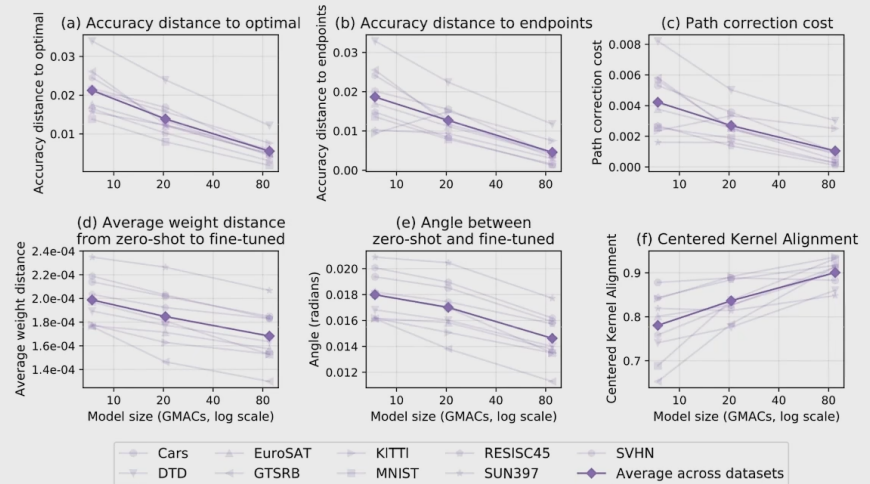 (a) Accuracy distance to optimal
Accuracy distance to optimal
0.03
0.02
0.01
10 20 40 80
(b) Accuracy distance to endpoints
Accuracy distance to endpoints
0.03
0.02
0.01
0.00
10 20 40 80
(c) Path correction cost
Path correction cost
0.008
0.006
0.004
0.002
0.000
10 20 40 80
(d) Average weight distance
from zero-shot to fine-tuned
Average weight distance
2.4e-04
2.2e-04
2.0e-04
1.8e-04
1.6e-04
1.4e-04
10 20 40 80
Model size (GMACs, log scale)
(e) Angle between
zero-shot and fine-tuned
Angle (radians)
0.020
0.018
0.016
0.014
0.012
10 20 40 80
Model size (GMACs, log scale)
(f) Centered Kernel Alignment
Centered Kernel Alignment
0.9
0.8
0.7
10 20 40 80
Model size (GMACs, log scale)
Cars EuroSAT KITTI RESISC45 SVHN
DTD GTSRB MNIST SUN397 Average across datasets